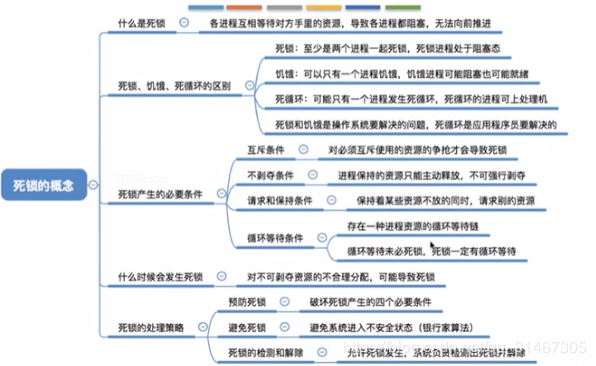 什么是死锁
各进程互相等待对方手里的资源，导致各进程都阻塞，无法向前推进
死锁、饥饿、死循环的区别
死锁：至少是两个进程一起死锁，死锁进程处于阻塞态
饥饿：可以只有一个进程饥饿，饥饿进程可能阻塞也可能就绪
死循环：可能只有一个进程发生死循环，死循环的进程可上处理机
死锁和饥饿是操作系统要解决的问题，死循环是应用程序员要解决的
死锁的概念
死锁产生的必要条件
互斥条件
对必须互斥使用的资源的争抢才会导致死锁
不剥夺条件
进程保持的资源只能主动释放，不可强行剥夺
请求和保持条件
保持着某些资源不放的同时，请求别的资源
循环等待条件
存在一种进程资源的循环等待链
循环等待未必死锁，死锁一定有循环等待
什么时候会发生死锁
对不可剥夺资源的不合理分配，可能导致死锁
死锁的处理策略
预防死锁
破坏死锁产生的四个必要条件
避免死锁
避免系统进入不安全状态（银行家算法）
死锁的检测和解除
允许死锁发生，系统负责检测出死锁并解除